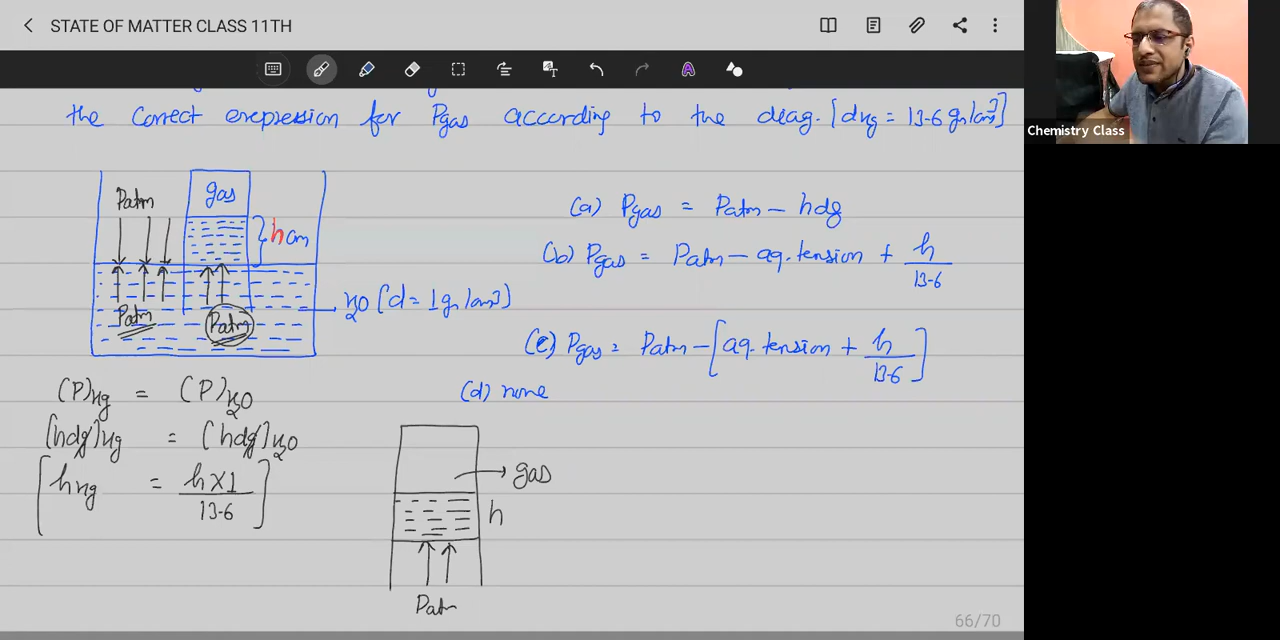 STATE OF MATTER CLASS 11TH
the correct exepression for Pgas according to the diag. [dHg = 13.6 gm/cm³]
Chemistry Class
Patm
gas
h cm
Patm
Patm
H2O [d = 1 gm/cm³]
(a) Pgas = Patm - hdg
(b) Pgas = Patm - aq. tension + h/13.6
(c) Pgas = Patm - [aq. tension + h/13.6]
(d) none
(P)Hg = (P)H2O
[hdg]Hg = [hdg]H2O
[hHg = h×1/13.6]
gas
h
Patm
66/70